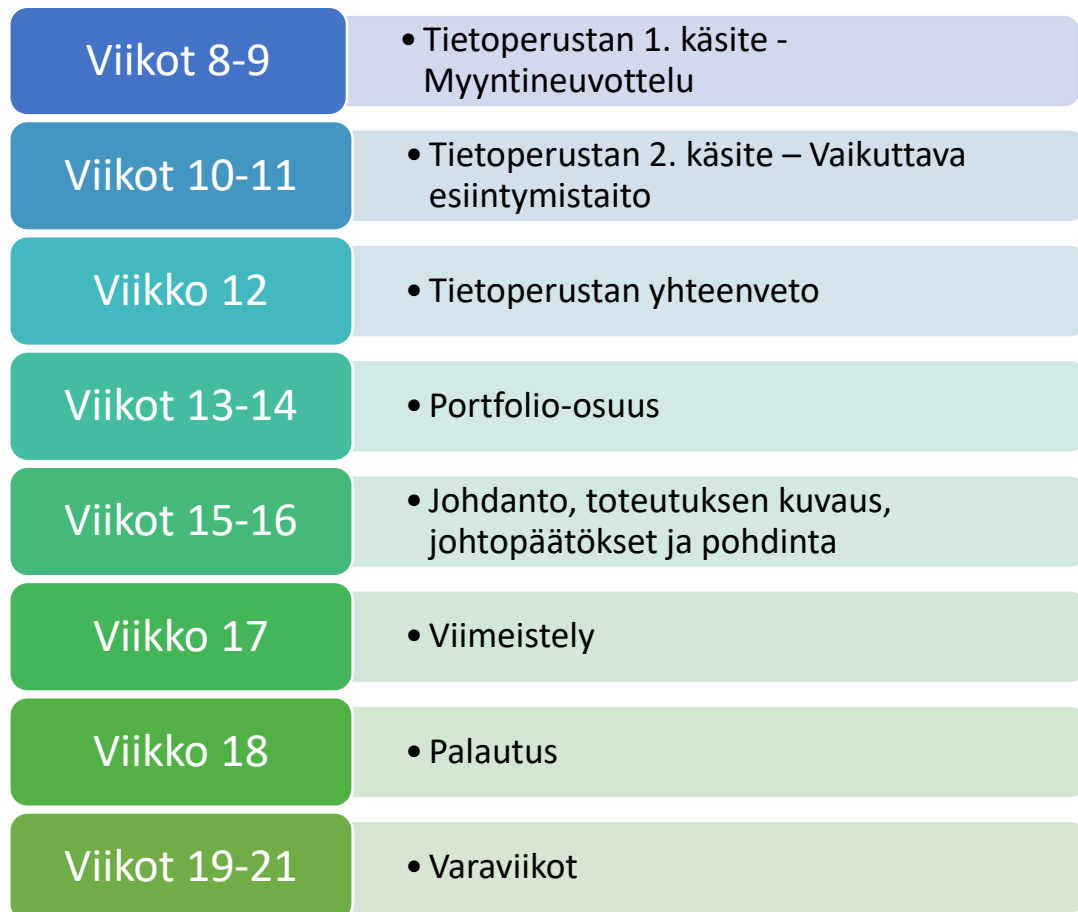 Viikot 8-9
• Tietoperustan 1. käsite -
Myyntineuvottelu
Viikot 10-11
• Tietoperustan 2. käsite – Vaikuttava
esiintymistaito
Viikko 12
• Tietoperustan yhteenveto
Viikot 13-14
• Portfolio-osuus
Viikot 15-16
• Johdanto, toteutuksen kuvaus,
johtopäätökset ja pohdinta
Viikko 17
• Viimeistely
Viikko 18
• Palautus
Viikot 19-21
• Varaviikot